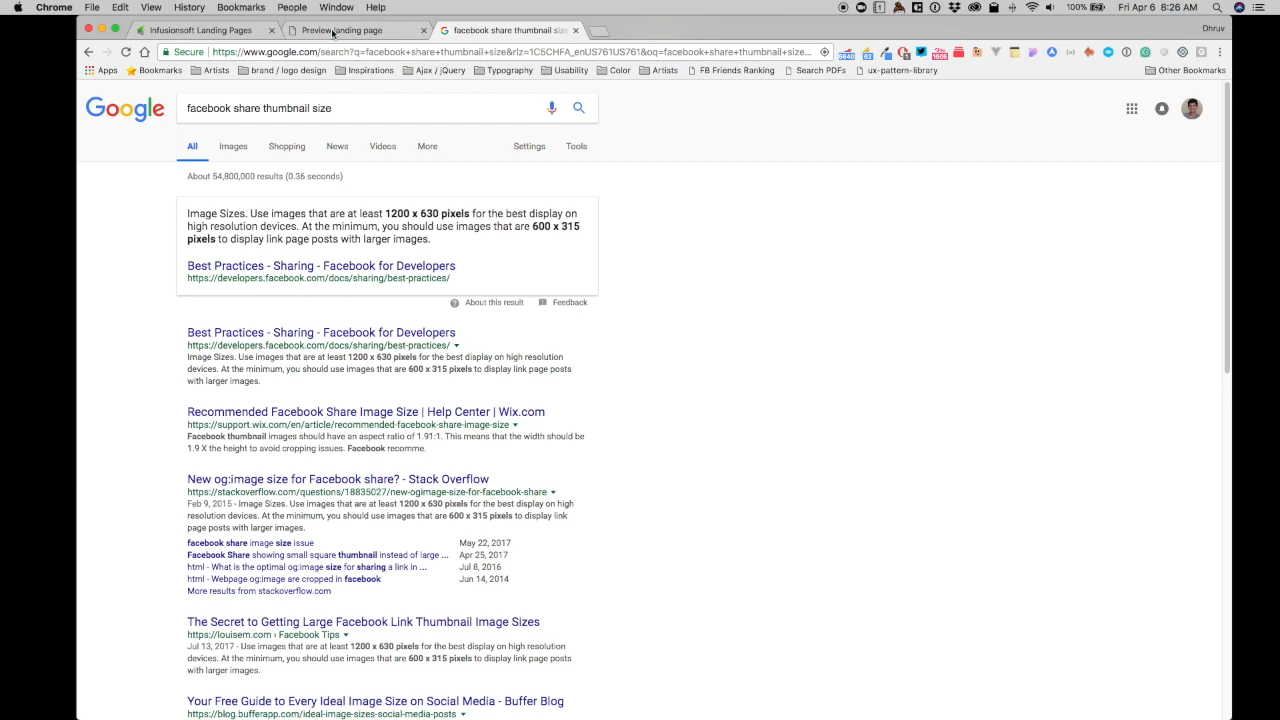 Chrome File Edit View History Bookmarks People Window Help 100% Fri Apr 6 8:58:26 AM
Infusionsoft Landing Pages × Preview landing page × facebook share thumbnail size ×
Dhruv
Secure https://www.google.com/search?q=facebook+share+thumbnail+size&rlz=1C5CHFA_enUS761US761&oq=facebook+share+thumbnail+size...
Apps Bookmarks Artists brand / logo design Inspirations Ajax / jQuery Typography Usability Color Artists FB Friends Ranking Search PDFs ux-pattern-library Other Bookmarks
Google facebook share thumbnail size
All Images Shopping News Videos More Settings Tools
About 54,800,000 results (0.36 seconds)
Image Sizes. Use images that are at least 1200 x 630 pixels for the best display on
high resolution devices. At the minimum, you should use images that are 600 x 315
pixels to display link page posts with larger images.
Best Practices - Sharing - Facebook for Developers
https://developers.facebook.com/docs/sharing/best-practices/
About this result Feedback
Best Practices - Sharing - Facebook for Developers
https://developers.facebook.com/docs/sharing/best-practices/
Image Sizes. Use images that are at least 1200 x 630 pixels for the best display on high resolution
devices. At the minimum, you should use images that are 600 x 315 pixels to display link page posts
with larger images.
Recommended Facebook Share Image Size | Help Center | Wix.com
https://support.wix.com/en/article/recommended-facebook-share-image-size
Facebook thumbnail images should have an aspect ratio of 1.91:1. This means that the width should be
1.9 X the height to avoid cropping issues. Facebook recomme.
New og:image size for Facebook share? - Stack Overflow
https://stackoverflow.com/questions/18835027/new-ogimage-size-for-facebook-share
Feb 9, 2015 - Image Sizes. Use images that are at least 1200 x 630 pixels for the best display on high
resolution devices. At the minimum, you should use images that are 600 x 315 pixels to display link
page posts with larger images.
facebook share image size issue May 22, 2017
Facebook Share showing small square thumbnail instead of large ... Apr 25, 2017
html - What is the optimal og:image size for sharing a link in ... Jul 8, 2016
html - Webpage og:image are cropped in facebook Jun 14, 2014
More results from stackoverflow.com
The Secret to Getting Large Facebook Link Thumbnail Image Sizes
https://louisem.com › Facebook Tips
Jul 13, 2017 - Use images that are at least 1200 x 630 pixels for the best display on high resolution
devices. At the minimum, you should use images that are 600 x 315 pixels to display link page posts
with larger images.
Your Free Guide to Every Ideal Image Size on Social Media - Buffer Blog
https://blog.bufferapp.com/ideal-image-sizes-social-media-posts